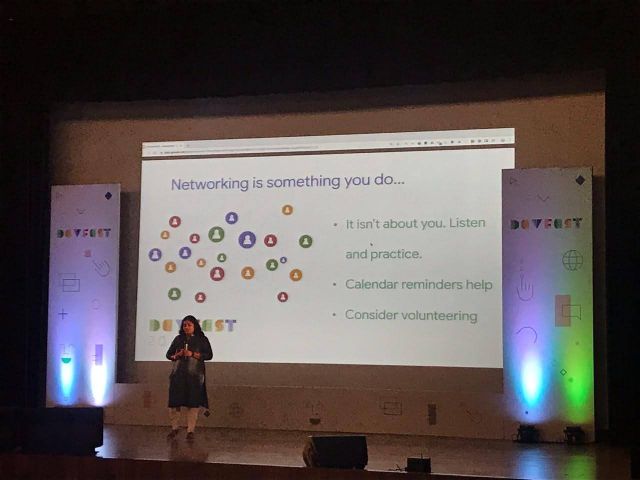 Networking is something you do...
• It isn't about you. Listen
and practice.
• Calendar reminders help
• Consider volunteering
DEVFEST
DEVFEST
DEVFEST